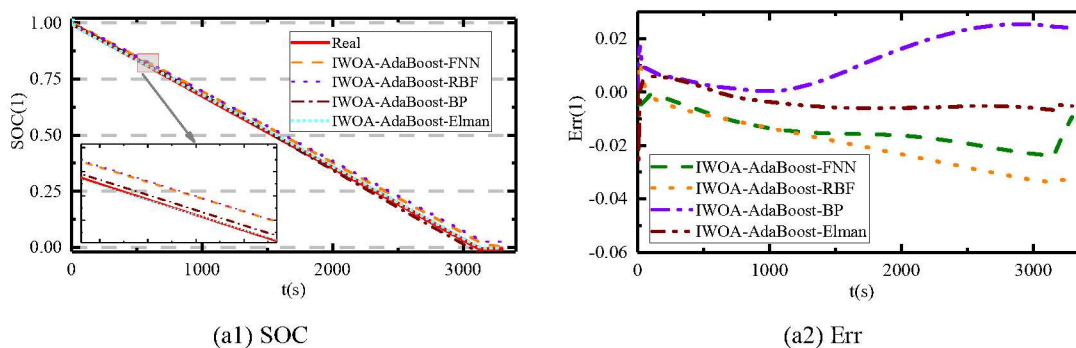 1.00
0.75
0.50
0.25
0.00
SOC(1)
Real
IWOA-AdaBoost-FNN
IWOA-AdaBoost-RBF
IWOA-AdaBoost-BP
IWOA-AdaBoost-Elman
0
1000
2000
3000
t(s)
(a1) SOC
0.02
0.00
-0.02
-0.04
-0.06
Err(1)
IWOA-AdaBoost-FNN
IWOA-AdaBoost-RBF
IWOA-AdaBoost-BP
IWOA-AdaBoost-Elman
0
1000
2000
3000
t(s)
(a2) Err